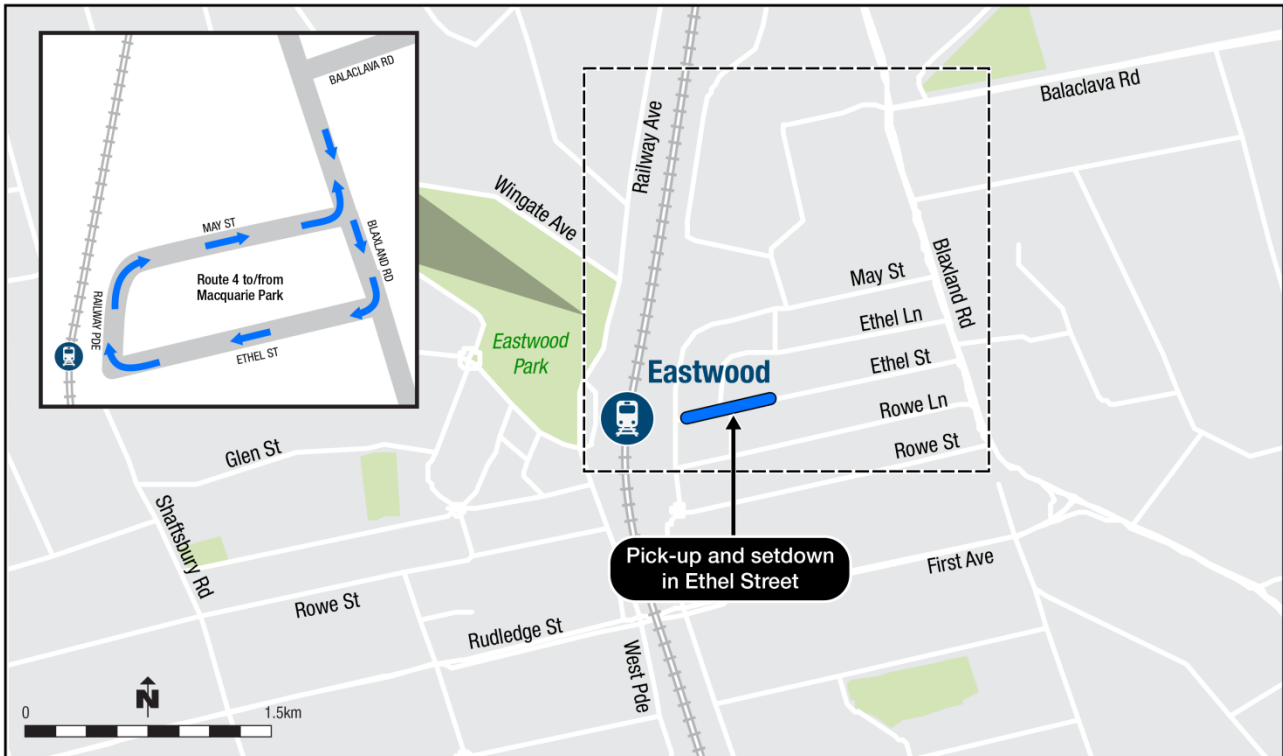 BALACLAVA RD
MAY ST
BLAXLAND RD
Route 4 to/from
Macquarie Park
RAILWAY PDE
ETHEL ST
Balaclava Rd
Railway Ave
Wingate Ave
Blaxland Rd
May St
Ethel Ln
Eastwood
Park
Eastwood
Ethel St
Rowe Ln
Rowe St
Glen St
Shaftsbury Rd
Pick-up and setdown
in Ethel Street
First Ave
Rowe St
Rudledge St
West Pde
N
0
1.5km